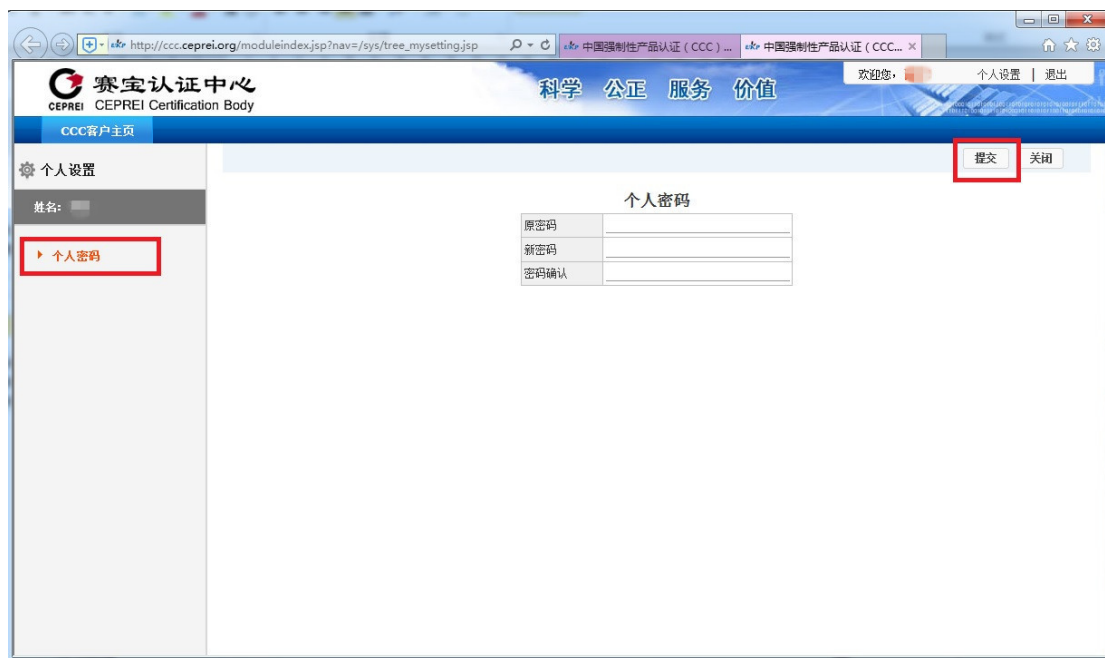 http://ccc.ceprei.org/moduleindex.jsp?nav=/sys/tree_mysetting.jsp
中国强制性产品认证（CCC）...
中国强制性产品认证（CCC... ×
赛宝认证中心
CEPREI CEPREI Certification Body
科学 公正 服务 价值
欢迎您，
个人设置 | 退出
CCC客户主页
个人设置
提交 关闭
姓名：
个人密码
个人密码
原密码
新密码
密码确认